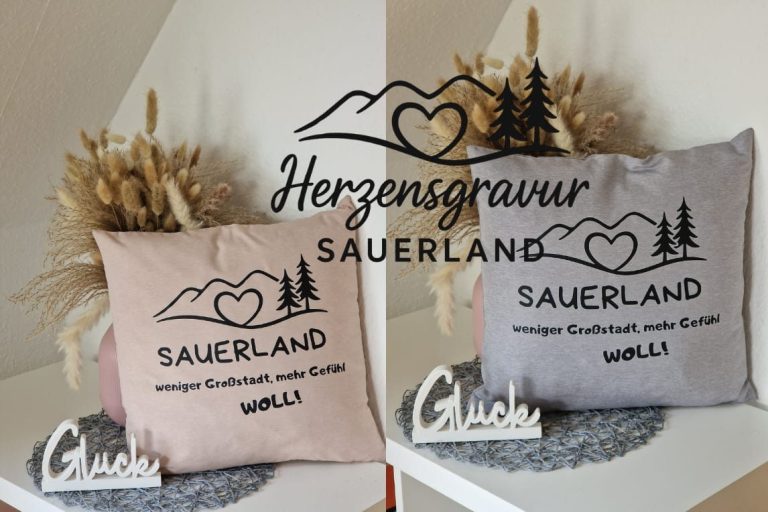 Herzensgravur
SAUERLAND
SAUERLAND
weniger Großstadt, mehr Gefühl
WOLL!
Glück
SAUERLAND
weniger Großstadt, mehr Gefühl
WOLL!
Glück